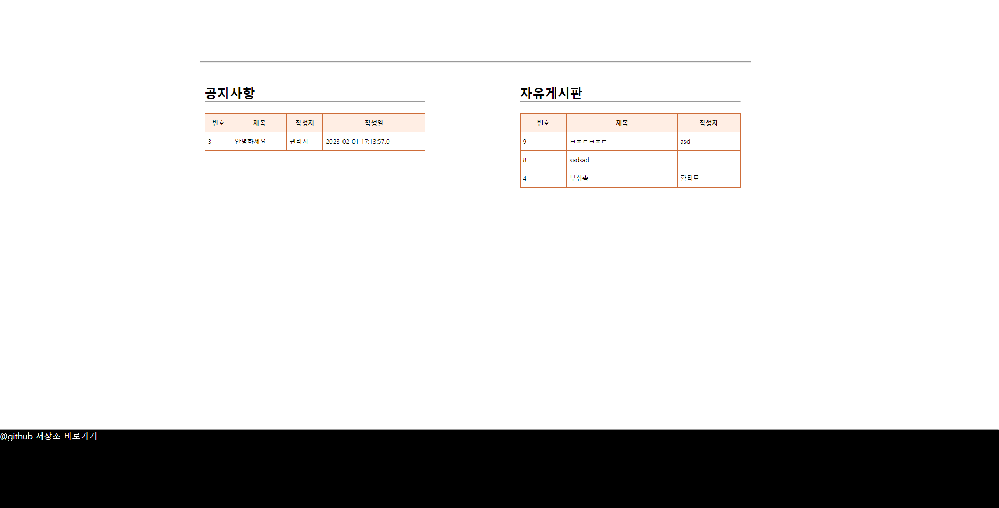 공지사항
번호 제목 작성자 작성일
3 안녕하세요 관리자 2023-02-01 17:13:57.0
자유게시판
번호 제목 작성자
9 ㅂㅈㄷㅂㅈㄷ asd
8 sadsad
4 부쉬속 황티모
@github 저장소 바로가기